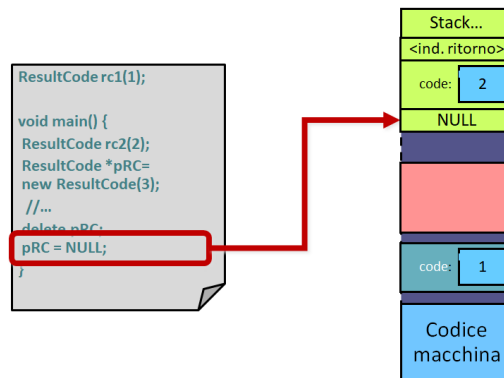 ResultCode rc1(1);
void main() {
ResultCode rc2(2);
ResultCode *pRC=
new ResultCode(3);
//...
delete pRC;
pRC = NULL;
}
Stack...
<ind. ritorno>
code: 2
NULL
code: 1
Codice
macchina